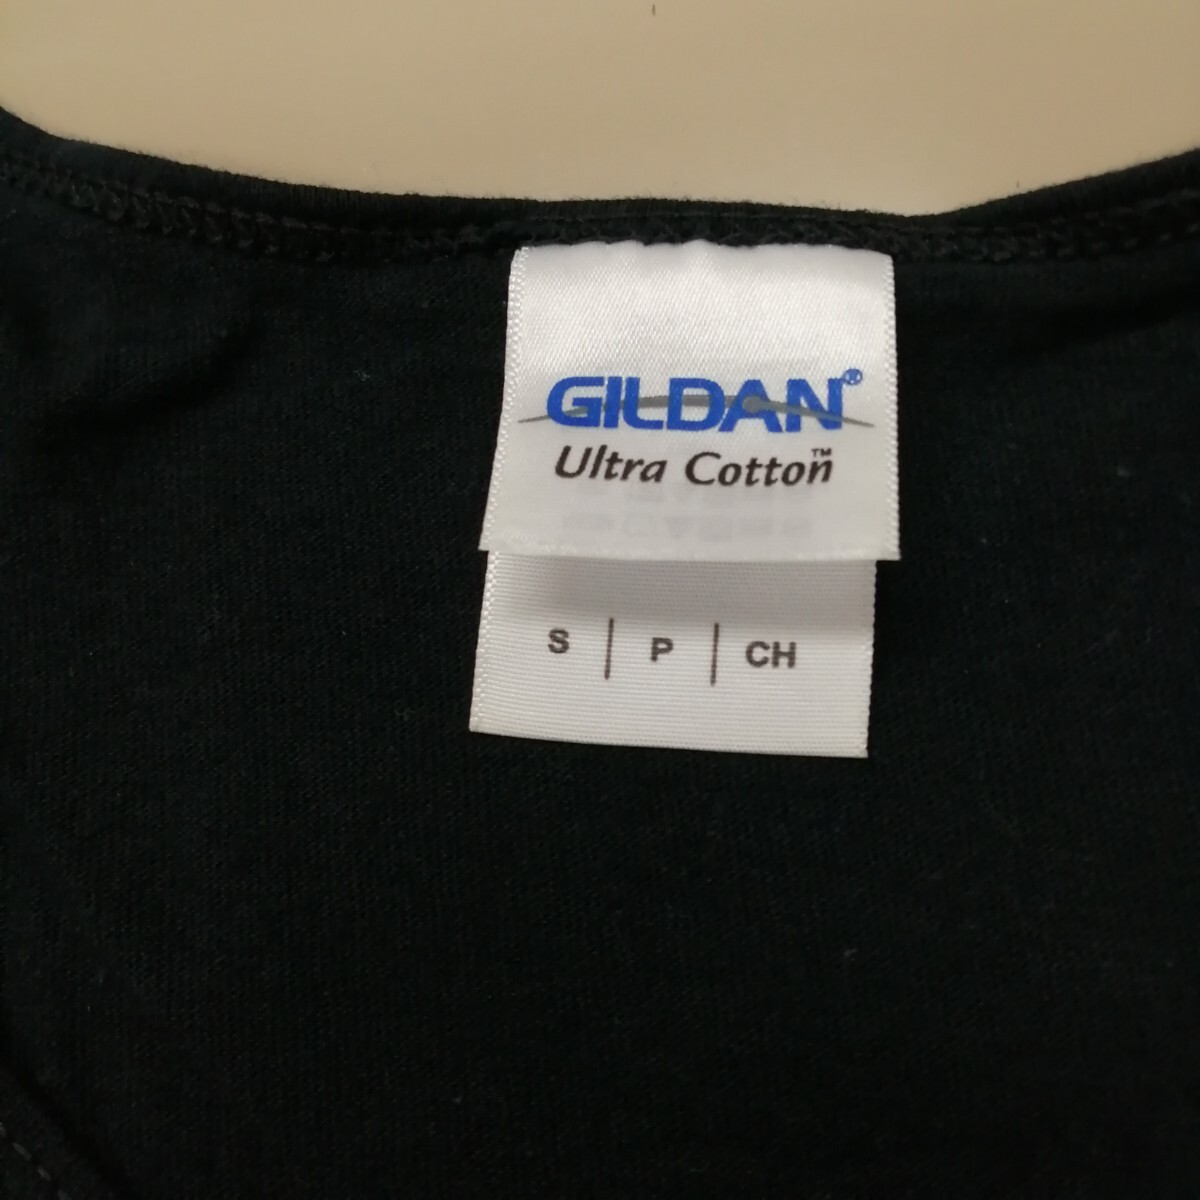 GILDAN®
Ultra Cotton™
S | P | CH